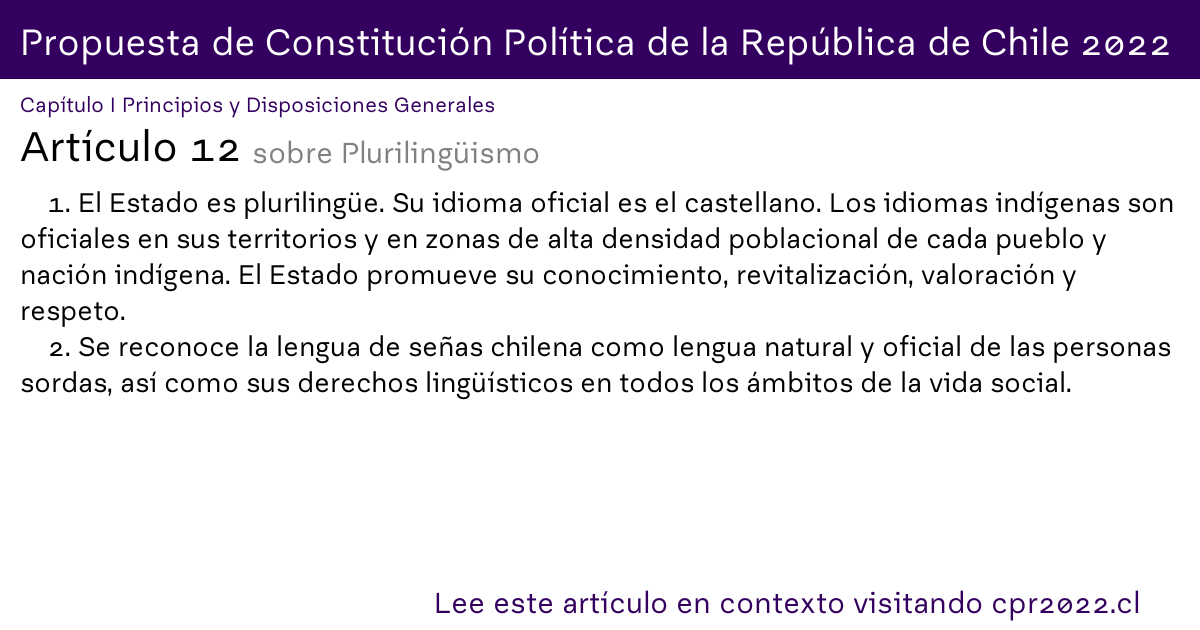 Propuesta de Constitución Política de la República de Chile 2022
Capítulo I Principios y Disposiciones Generales
Artículo 12 sobre Plurilingüismo
1. El Estado es plurilingüe. Su idioma oficial es el castellano. Los idiomas indígenas son
oficiales en sus territorios y en zonas de alta densidad poblacional de cada pueblo y
nación indígena. El Estado promueve su conocimiento, revitalización, valoración y
respeto.
2. Se reconoce la lengua de señas chilena como lengua natural y oficial de las personas
sordas, así como sus derechos lingüísticos en todos los ámbitos de la vida social.
Lee este artículo en contexto visitando cpr2022.cl